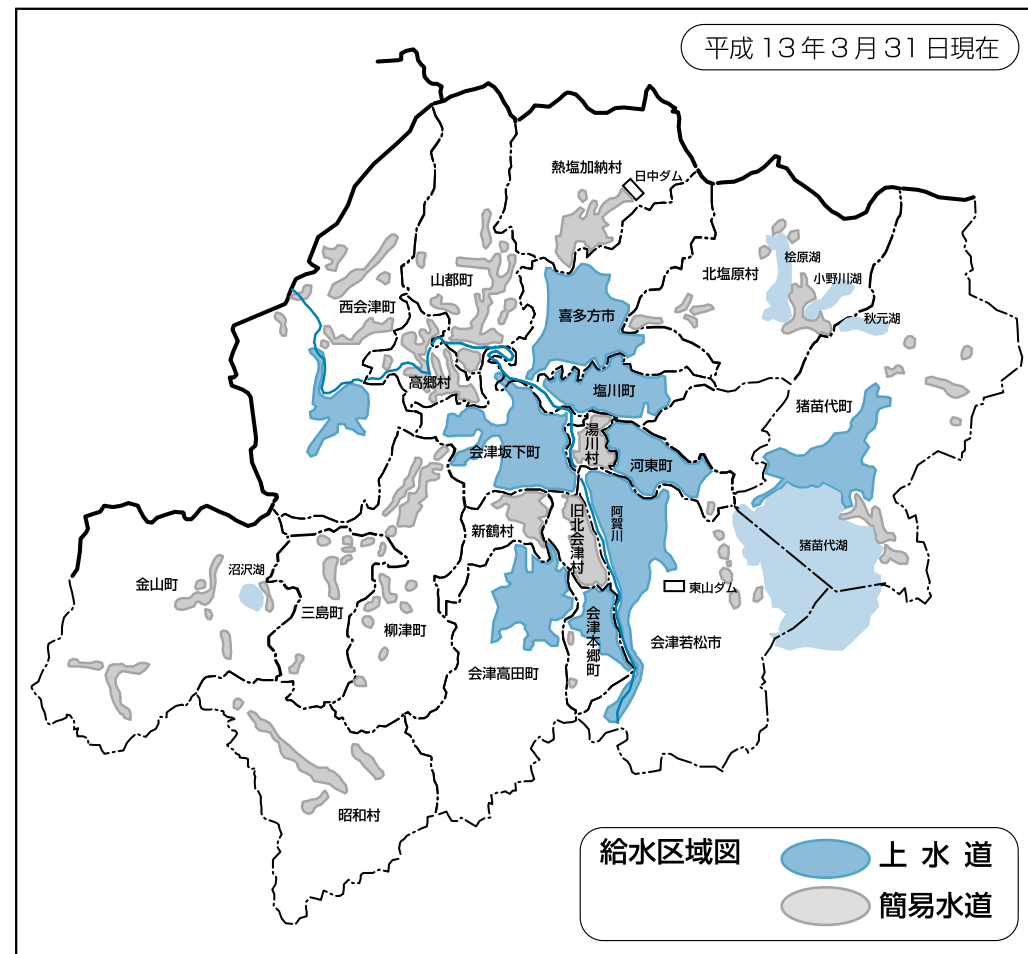 平成13年3月31日現在
熱塩加納村
日中ダム
桧原湖
北塩原村
小野川湖
山都町
西会津町
喜多方市
秋元湖
高郷村
塩川町
猪苗代町
会津坂下町
湯川村
河東町
新鶴村
旧北会津村
阿賀川
猪苗代湖
沼沢湖
金山町
三島町
東山ダム
柳津町
会津本郷町
会津若松市
会津高田町
昭和村
給水区域図
上水道
簡易水道